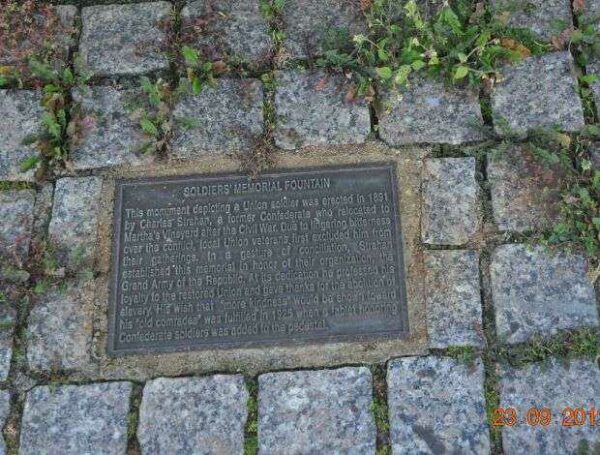 SOLDIERS' MEMORIAL FOUNTAIN
This monument depicting a Union soldier was erected in 1891
by Charles Strahan, a former Confederate who relocated to
Martha's Vineyard after the Civil War. Due to lingering bitterness
over the conflict, local Union veterans first excluded him from
their gatherings. In a gesture of conciliation, Strahan
established this memorial in honor of their organization, the
Grand Army of the Republic. At its dedication he professed his
loyalty to the restored Union and gave thanks for the abolition of
slavery. His wish that "more kindness" would be shown toward
his "old comrades" was fulfilled in 1925 when a tablet honoring
Confederate soldiers was added to the pedestal.
23 09 201